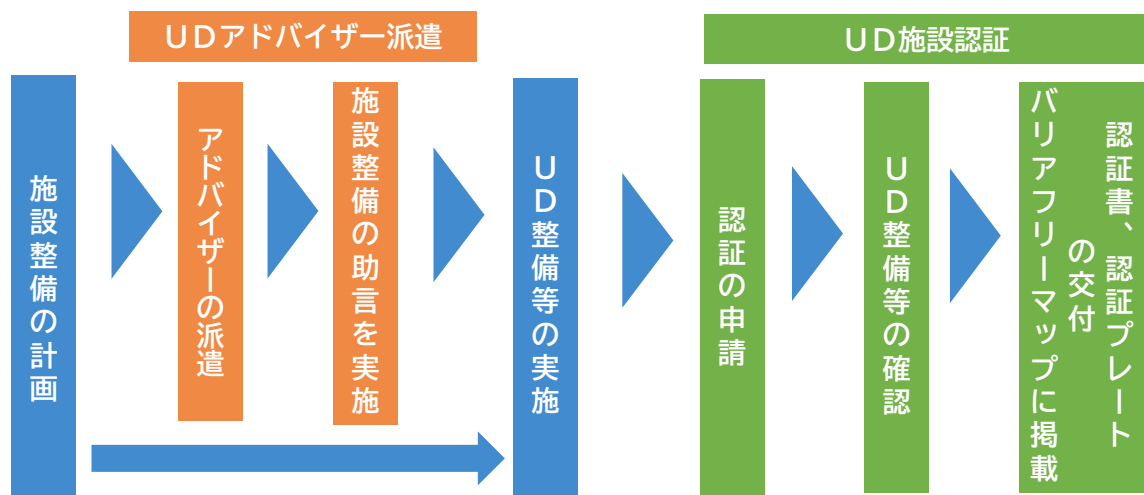 ＵＤアドバイザー派遣
ＵＤ施設認証
施設整備の計画
アドバイザーの派遣
施設整備の助言を実施
ＵＤ整備等の実施
認証の申請
ＵＤ整備等の確認
認証書、認証プレート
の交付
バリアフリーマップに掲載